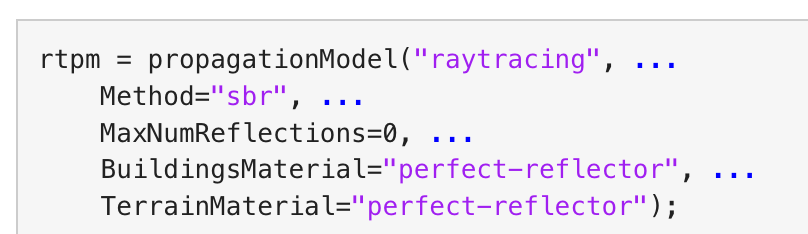 rtpm = propagationModel("raytracing", ...
Method="sbr", ...
MaxNumReflections=0, ...
BuildingsMaterial="perfect-reflector", ...
TerrainMaterial="perfect-reflector");